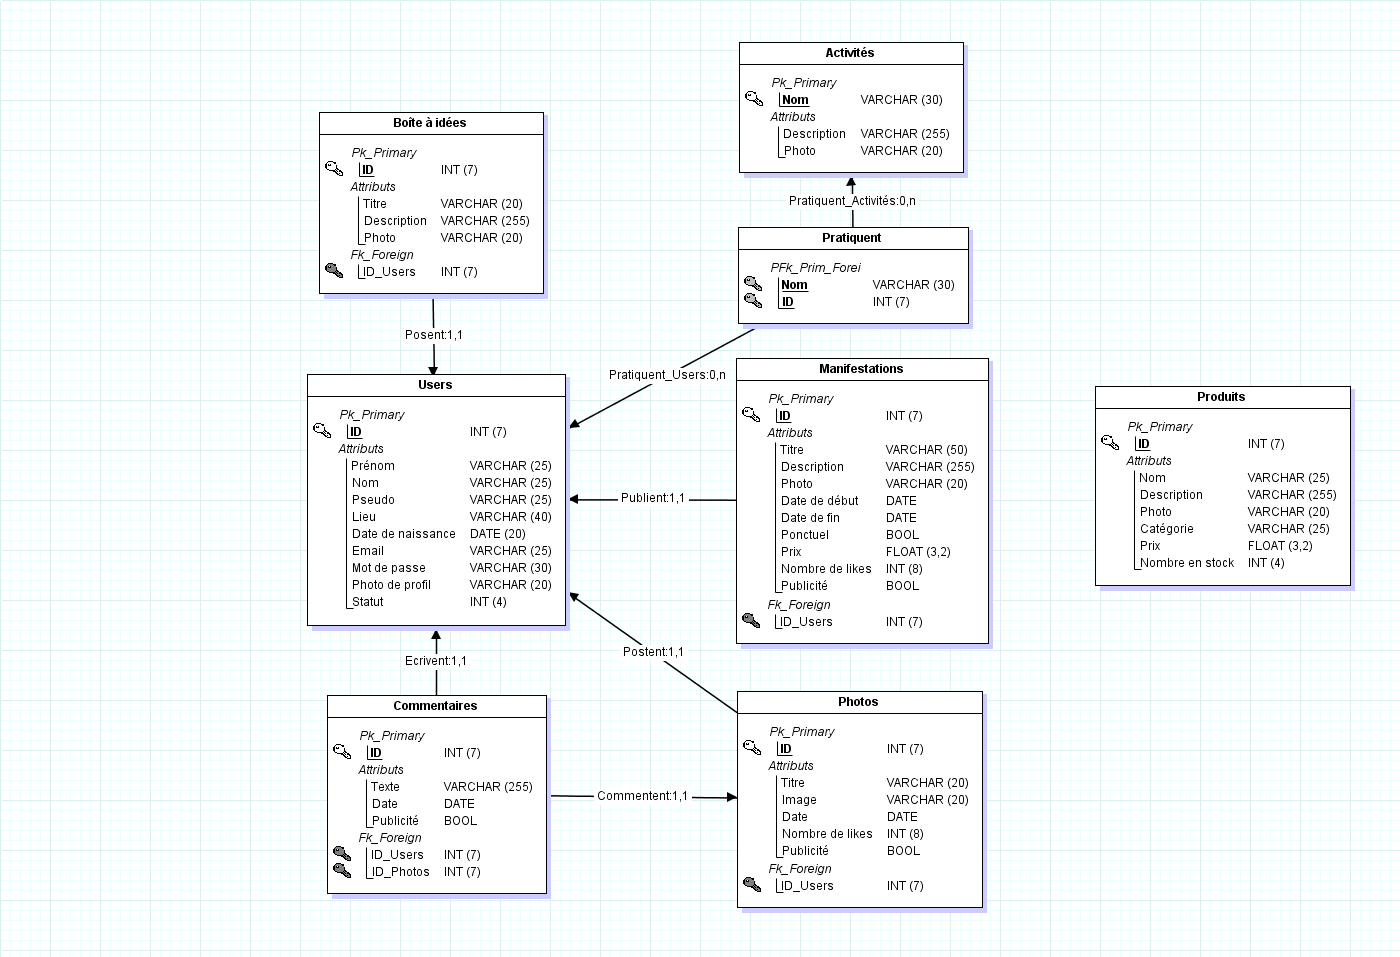 Activités
Pk_Primary
Nom VARCHAR (30)
Attributs
Description VARCHAR (255)
Photo VARCHAR (20)
Boîte à idées
Pk_Primary
ID INT (7)
Attributs
Titre VARCHAR (20)
Description VARCHAR (255)
Photo VARCHAR (20)
Fk_Foreign
ID_Users INT (7)
Pratiquent_Activités:0,n
Pratiquent
PFk_Prim_Forei
Nom VARCHAR (30)
ID INT (7)
Posent:1,1
Pratiquent_Users:0,n
Users
Pk_Primary
ID INT (7)
Attributs
Prénom VARCHAR (25)
Nom VARCHAR (25)
Pseudo VARCHAR (25)
Lieu VARCHAR (40)
Date de naissance DATE (20)
Email VARCHAR (25)
Mot de passe VARCHAR (30)
Photo de profil VARCHAR (20)
Statut INT (4)
Publient:1,1
Manifestations
Pk_Primary
ID INT (7)
Attributs
Titre VARCHAR (50)
Description VARCHAR (255)
Photo VARCHAR (20)
Date de début DATE
Date de fin DATE
Ponctuel BOOL
Prix FLOAT (3,2)
Nombre de likes INT (8)
Publicité BOOL
Fk_Foreign
ID_Users INT (7)
Produits
Pk_Primary
ID INT (7)
Attributs
Nom VARCHAR (25)
Description VARCHAR (255)
Photo VARCHAR (20)
Catégorie VARCHAR (25)
Prix FLOAT (3,2)
Nombre en stock INT (4)
Ecrivent:1,1
Postent:1,1
Commentaires
Pk_Primary
ID INT (7)
Attributs
Texte VARCHAR (255)
Date DATE
Publicité BOOL
Fk_Foreign
ID_Users INT (7)
ID_Photos INT (7)
Commentent:1,1
Photos
Pk_Primary
ID INT (7)
Attributs
Titre VARCHAR (20)
Image VARCHAR (20)
Date DATE
Nombre de likes INT (8)
Publicité BOOL
Fk_Foreign
ID_Users INT (7)